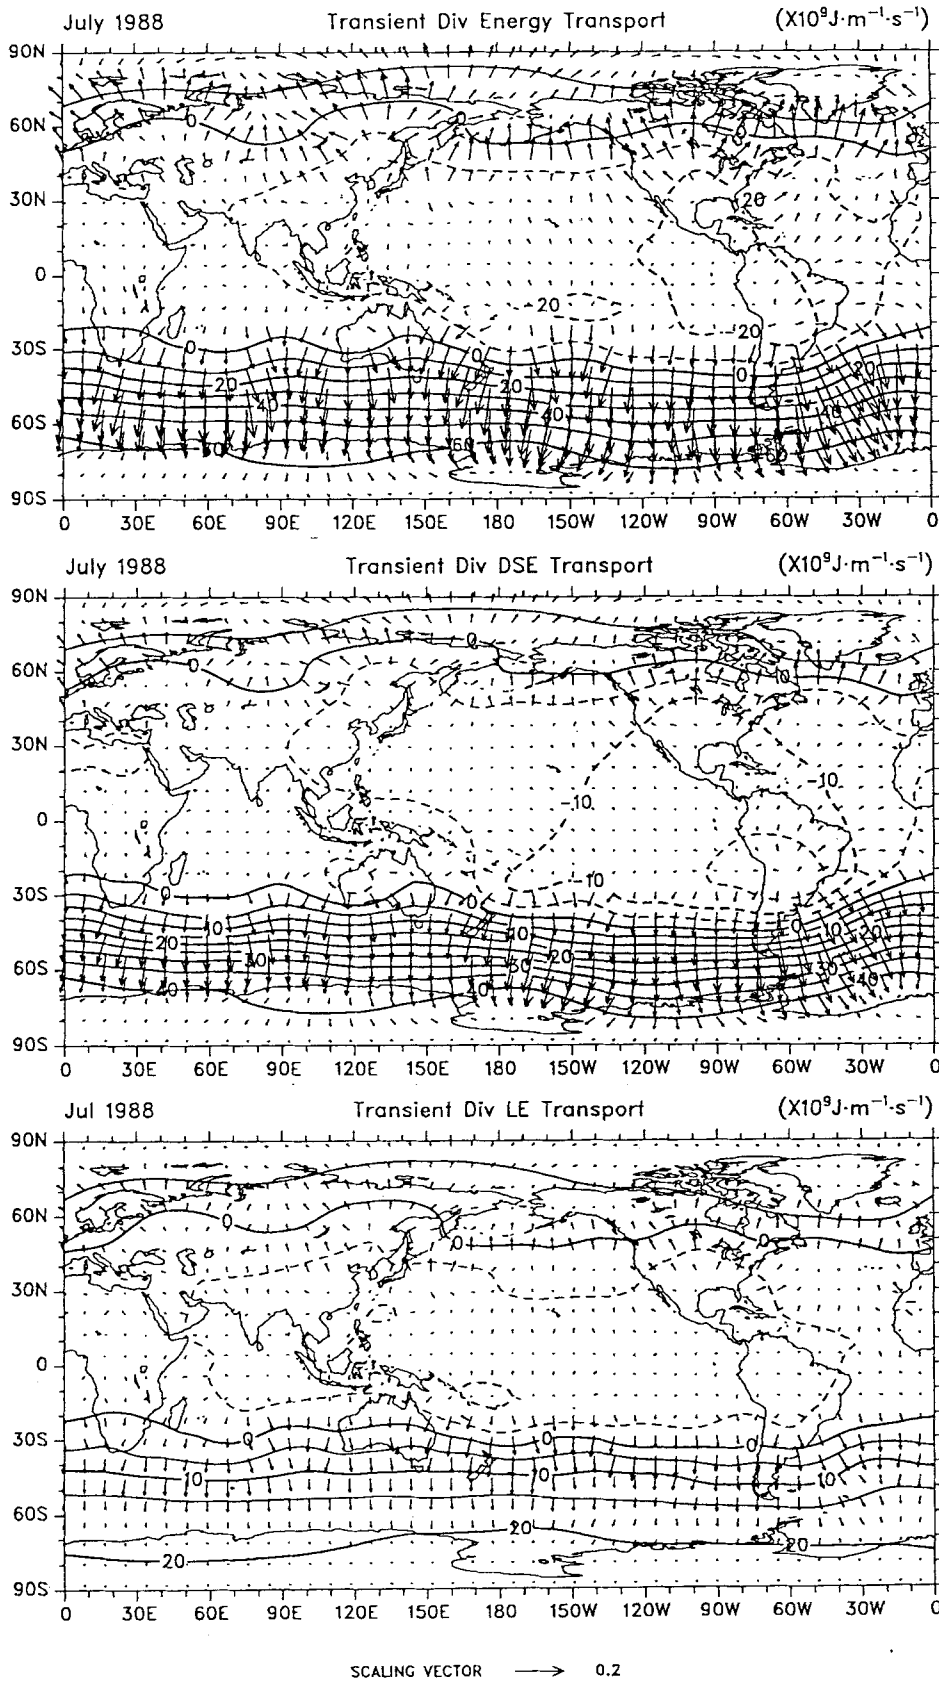 July 1988 Transient Div Energy Transport (X10⁹J·m⁻¹·s⁻¹)
90N
60N
30N
0
30S
60S
90S
0 0 20 -20 -20 0 0 0 20 20 20 40 40 40 60 60 60
0 30E 60E 90E 120E 150E 180 150W 120W 90W 60W 30W 0
July 1988 Transient Div DSE Transport (X10⁹J·m⁻¹·s⁻¹)
90N
60N
30N
0
30S
60S
90S
0 0 10 -10 -10 -10 0 0 0 10 10 10 20 20 20 30 30 30 40 40 40
0 30E 60E 90E 120E 150E 180 150W 120W 90W 60W 30W 0
Jul 1988 Transient Div LE Transport (X10⁹J·m⁻¹·s⁻¹)
90N
60N
30N
0
30S
60S
90S
0 0 0 0 0 0 10 10 10 20 20 20
0 30E 60E 90E 120E 150E 180 150W 120W 90W 60W 30W 0
SCALING VECTOR 0.2